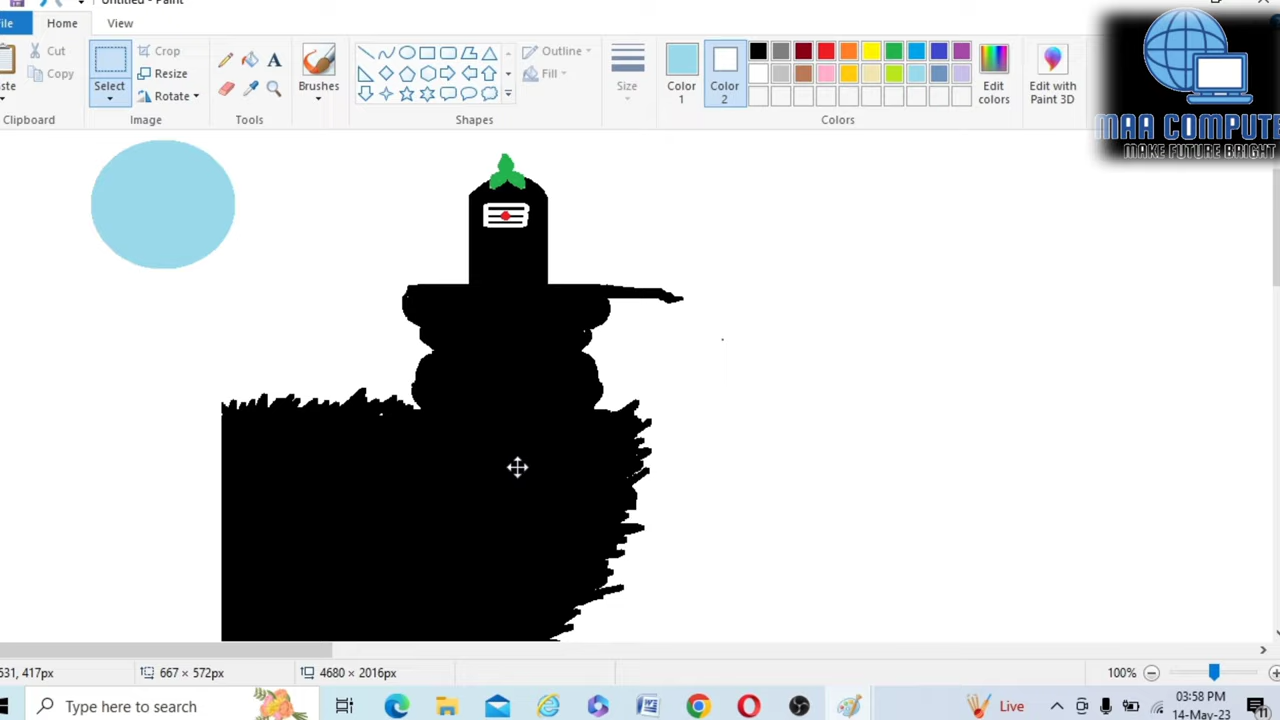 Untitled - Paint
File
Home
View
Cut
Copy
Clipboard
Select
Crop
Resize
Rotate
Image
A
Tools
Brushes
Shapes
Outline
Fill
Size
Color
1
Color
2
Edit
colors
Colors
Edit with
Paint 3D
MAA COMPUTE
MAKE FUTURE BRIGHT
531, 417px
667 × 572px
4680 × 2016px
100%
Type here to search
Live
03:58 PM
14-May-23
11